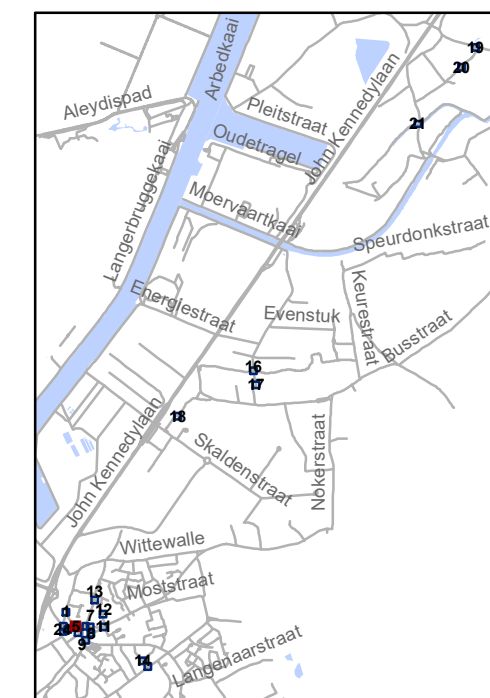 19
Arbedkaai
20
Aleydispad
Pleitstraat
John Kennedylaan
21
Oudetragel
Langerbruggekaai
Moervaartkaai
Speurdonkstraat
Energiestraat
Evenstuk
Keurestraat
Busstraat
16
17
18
John Kennedylaan
Skaldenstraat
Nokerstraat
Wittewalle
Moststraat
13
1
12
7
11
9
14
Langenaarstraat